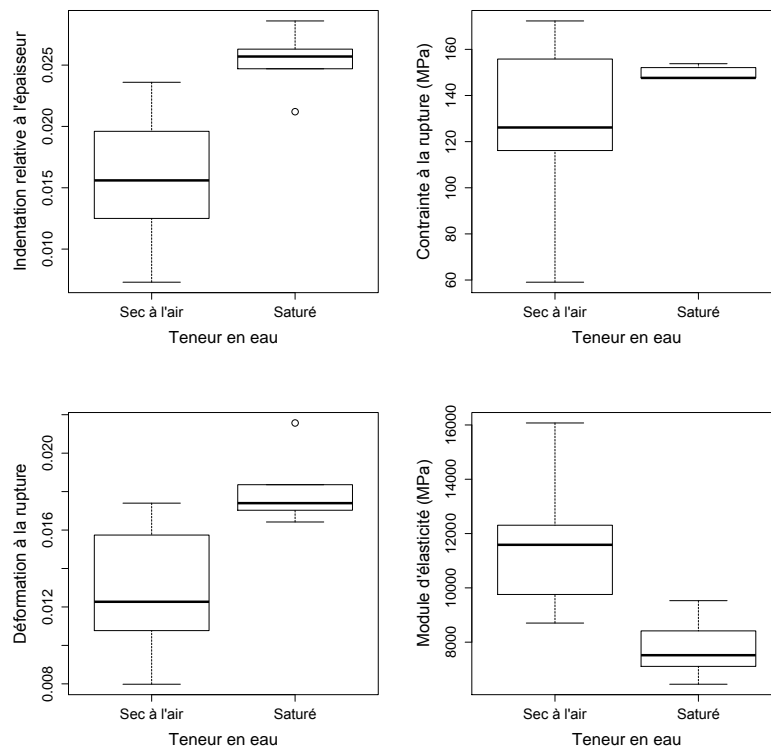 Indentation relative à l'épaisseur
0.025
0.020
0.015
0.010
Sec à l'air
Saturé
Teneur en eau
Contrainte à la rupture (MPa)
160
140
120
100
80
60
Sec à l'air
Saturé
Teneur en eau
Déformation à la rupture
0.020
0.016
0.012
0.008
Sec à l'air
Saturé
Teneur en eau
Module d'élasticité (MPa)
16000
14000
12000
10000
8000
Sec à l'air
Saturé
Teneur en eau